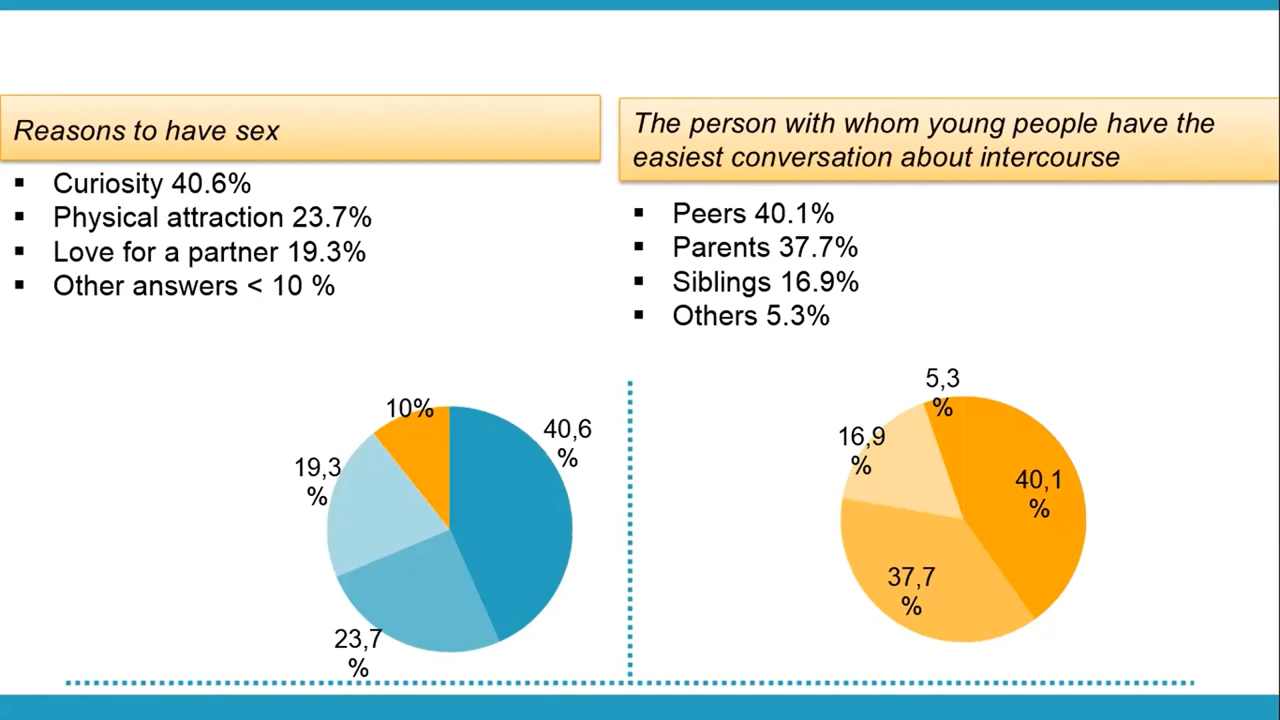 Reasons to have sex
▪ Curiosity 40.6%
▪ Physical attraction 23.7%
▪ Love for a partner 19.3%
▪ Other answers < 10 %
The person with whom young people have the
easiest conversation about intercourse
▪ Peers 40.1%
▪ Parents 37.7%
▪ Siblings 16.9%
▪ Others 5.3%
10%
40,6
%
19,3
%
23,7
%
5,3
%
16,9
%
40,1
%
37,7
%